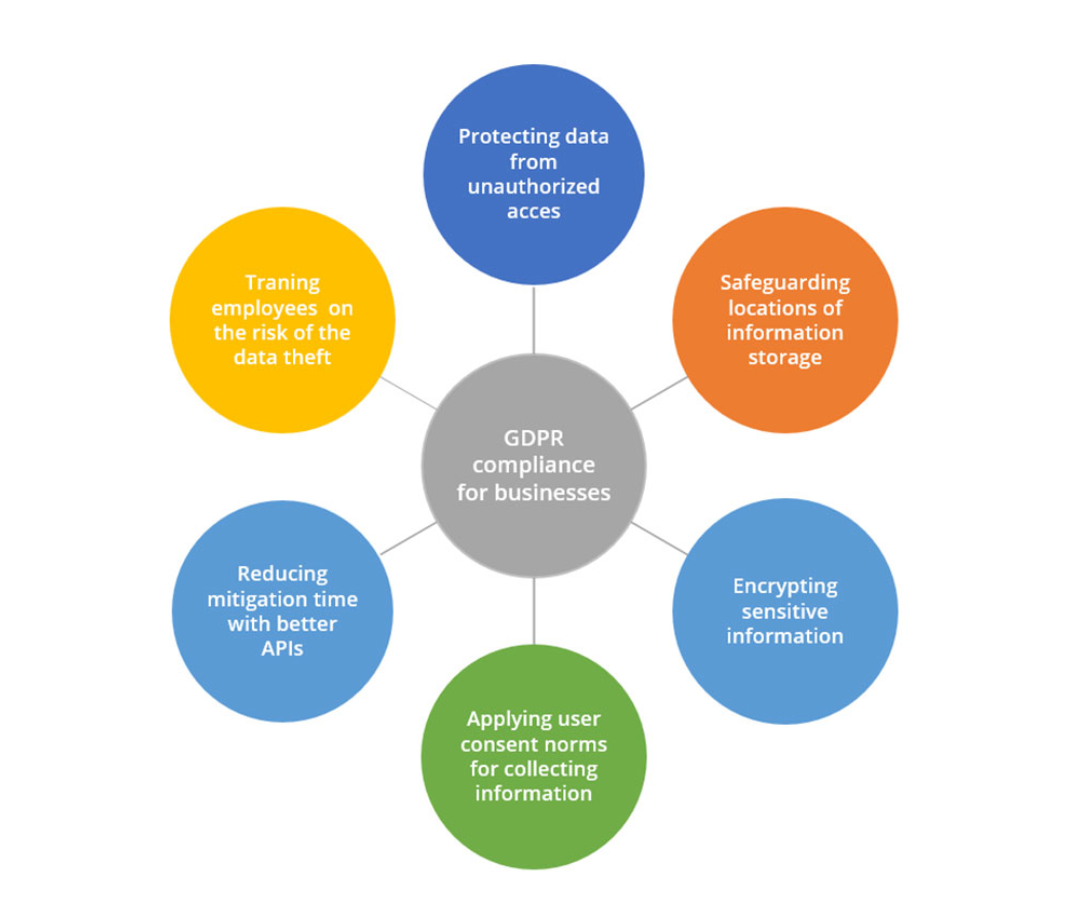 Protecting data
from
unauthorized
acces
Safeguarding
locations of
information
storage
Encrypting
sensitive
information
Applying user
consent norms
for collecting
information
Reducing
mitigation time
with better
APIs
Traning
employees  on
the risk of the
data theft
GDPR
compliance
for businesses